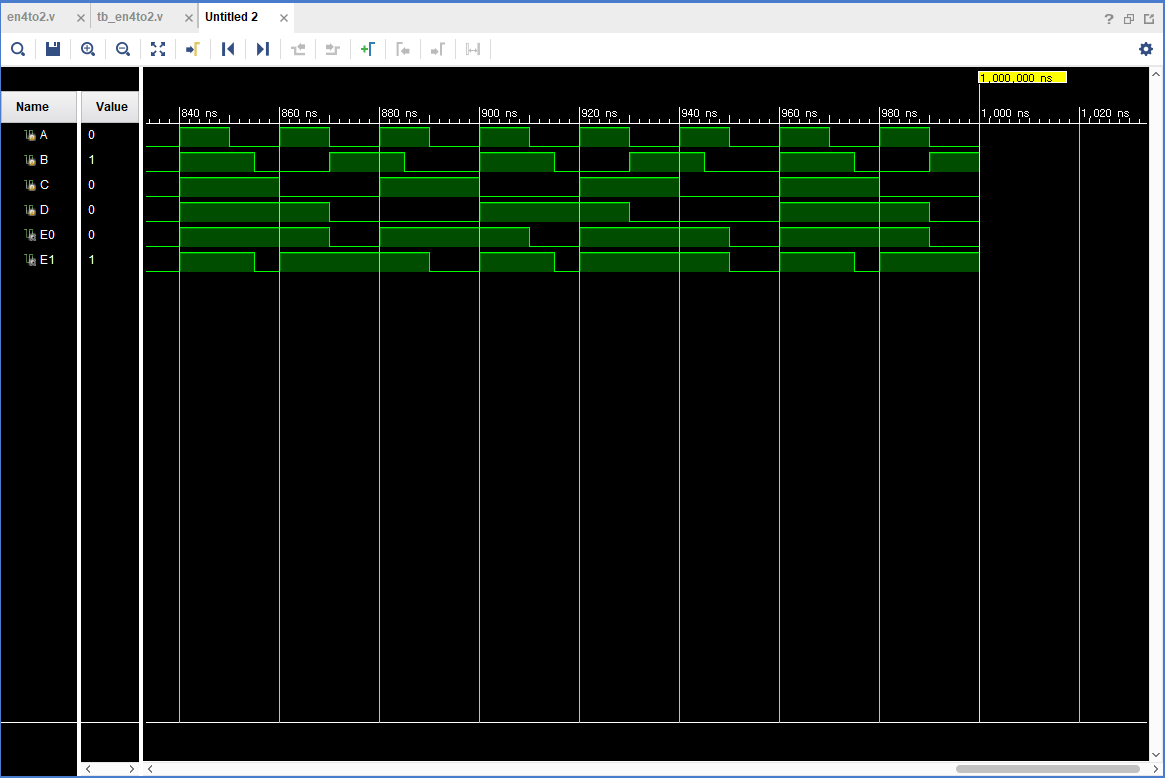 en4to2.v
tb_en4to2.v
Untitled 2
1,000,000 ns
Name
Value
840 ns
860 ns
880 ns
900 ns
920 ns
940 ns
960 ns
980 ns
1,000 ns
1,020 ns
A 0
B 1
C 0
D 0
E0 0
E1 1